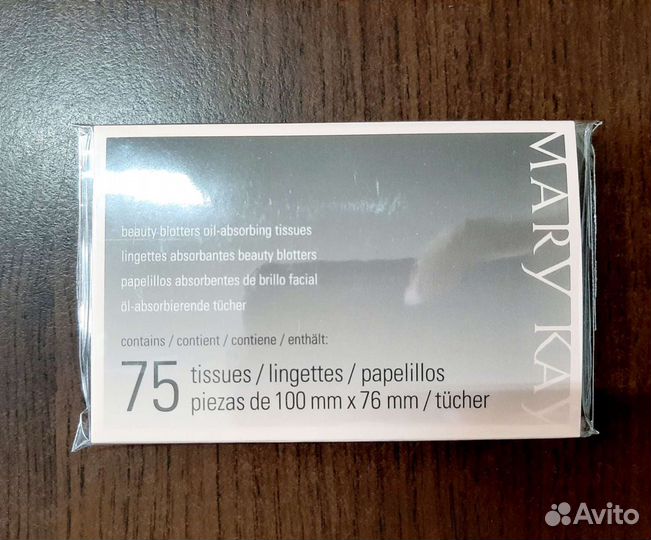 beauty blotters oil-absorbing tissues
lingettes absorbantes beauty blotters
papelillos absorbentes de brillo facial
öl-absorbierende tücher
contains / contient / contiene / enthält:
75 tissues / lingettes / papelillos
piezas de 100 mm x 76 mm / tücher
MARY KAY
Avito